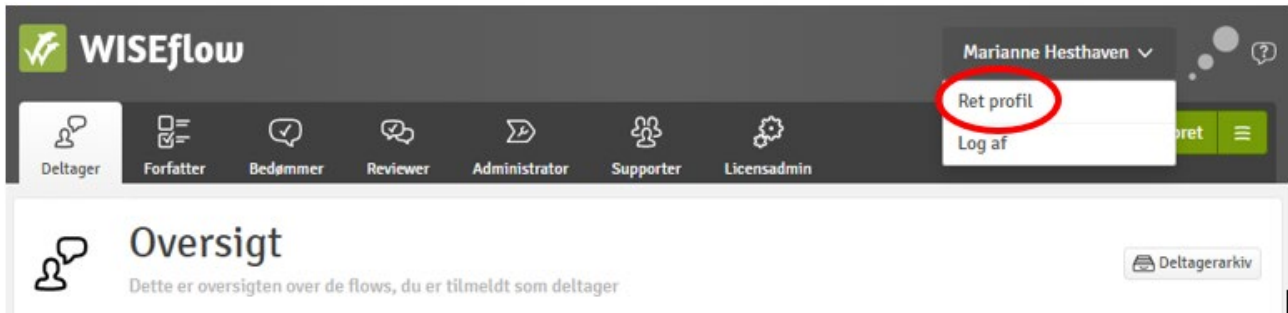 WISEflow
Marianne Hesthaven
Ret profil
Log af
Deltager Forfatter Bedømmer Reviewer Administrator Supporter Licensadmin
Oversigt
Dette er oversigten over de flows, du er tilmeldt som deltager
Deltagerarkiv